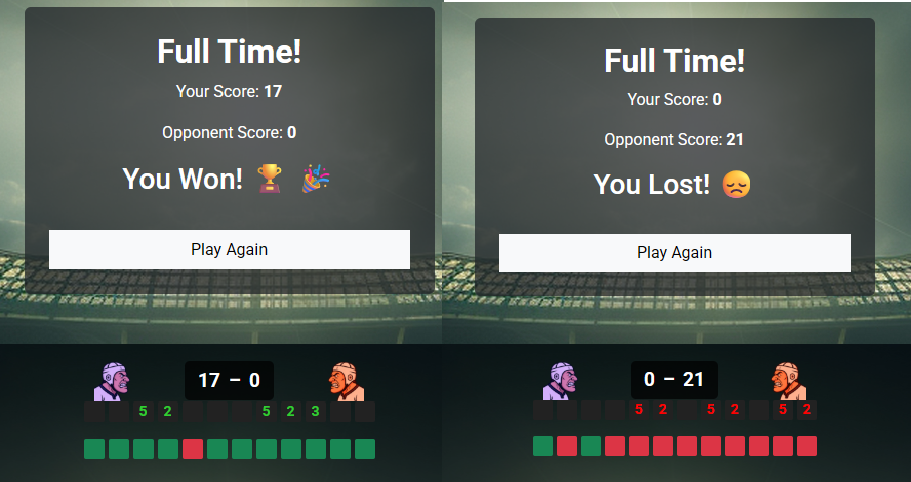 Full Time!
Your Score: 17
Opponent Score: 0
You Won! 🏆 🎉
Play Again
17 – 0
5 2 5 2 3
Full Time!
Your Score: 0
Opponent Score: 21
You Lost! 😞
Play Again
0 – 21
5 2 5 2 5 2